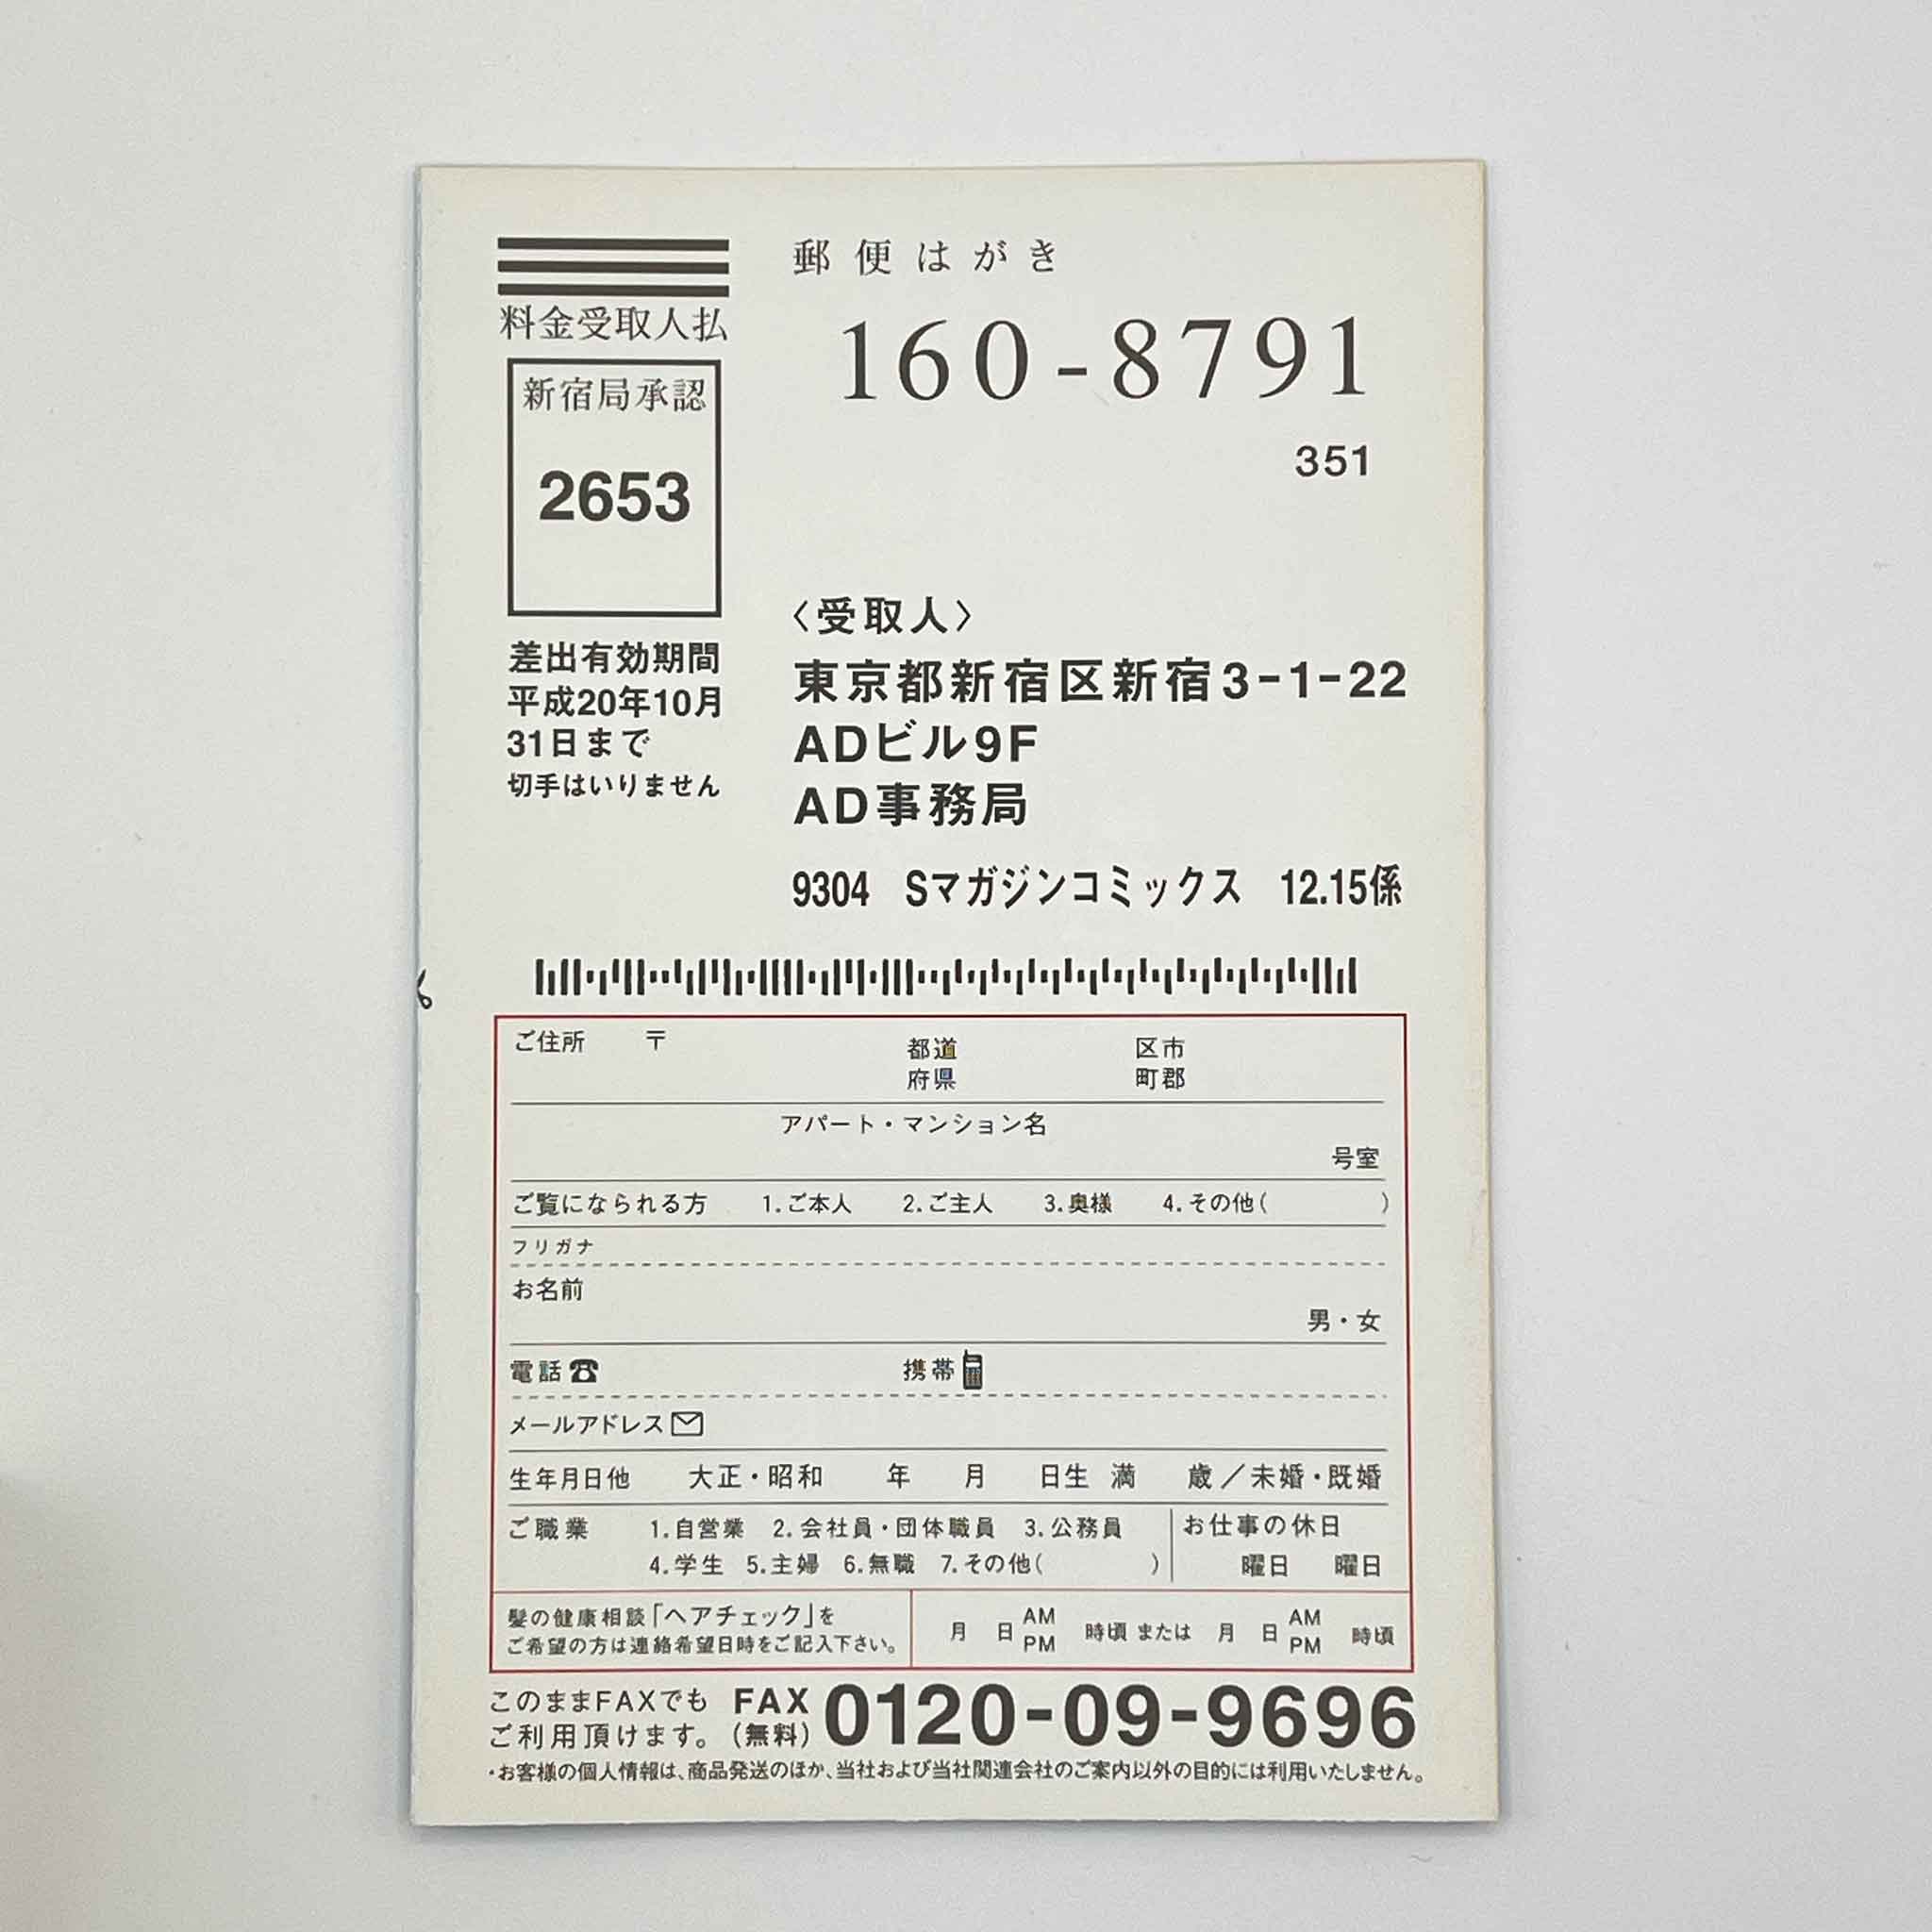 郵便はがき
料金受取人払
160-8791
新宿局承認
2653
351
差出有効期間
平成20年10月
31日まで
切手はいりません
〈受取人〉
東京都新宿区新宿3-1-22
ADビル9F
AD事務局
9304 Sマガジンコミックス 12.15係
ご住所 〒 都道 区市
府県 町郡
アパート・マンション名
号室
ご覧になられる方 1.ご本人 2.ご主人 3.奥様 4.その他( )
フリガナ
お名前
男・女
電話 携帯
メールアドレス
生年月日他 大正・昭和 年 月 日生 満 歳/未婚・既婚
ご職業 1.自営業 2.会社員・団体職員 3.公務員 お仕事の休日
4.学生 5.主婦 6.無職 7.その他( ) 曜日 曜日
髪の健康相談「ヘアチェック」を
ご希望の方は連絡希望日時をご記入下さい。
月 日 AM PM 時頃 または 月 日 AM PM 時頃
このままFAXでも
ご利用頂けます。
FAX
(無料)
0120-09-9696
・お客様の個人情報は、商品発送のほか、当社および当社関連会社のご案内以外の目的には利用いたしません。